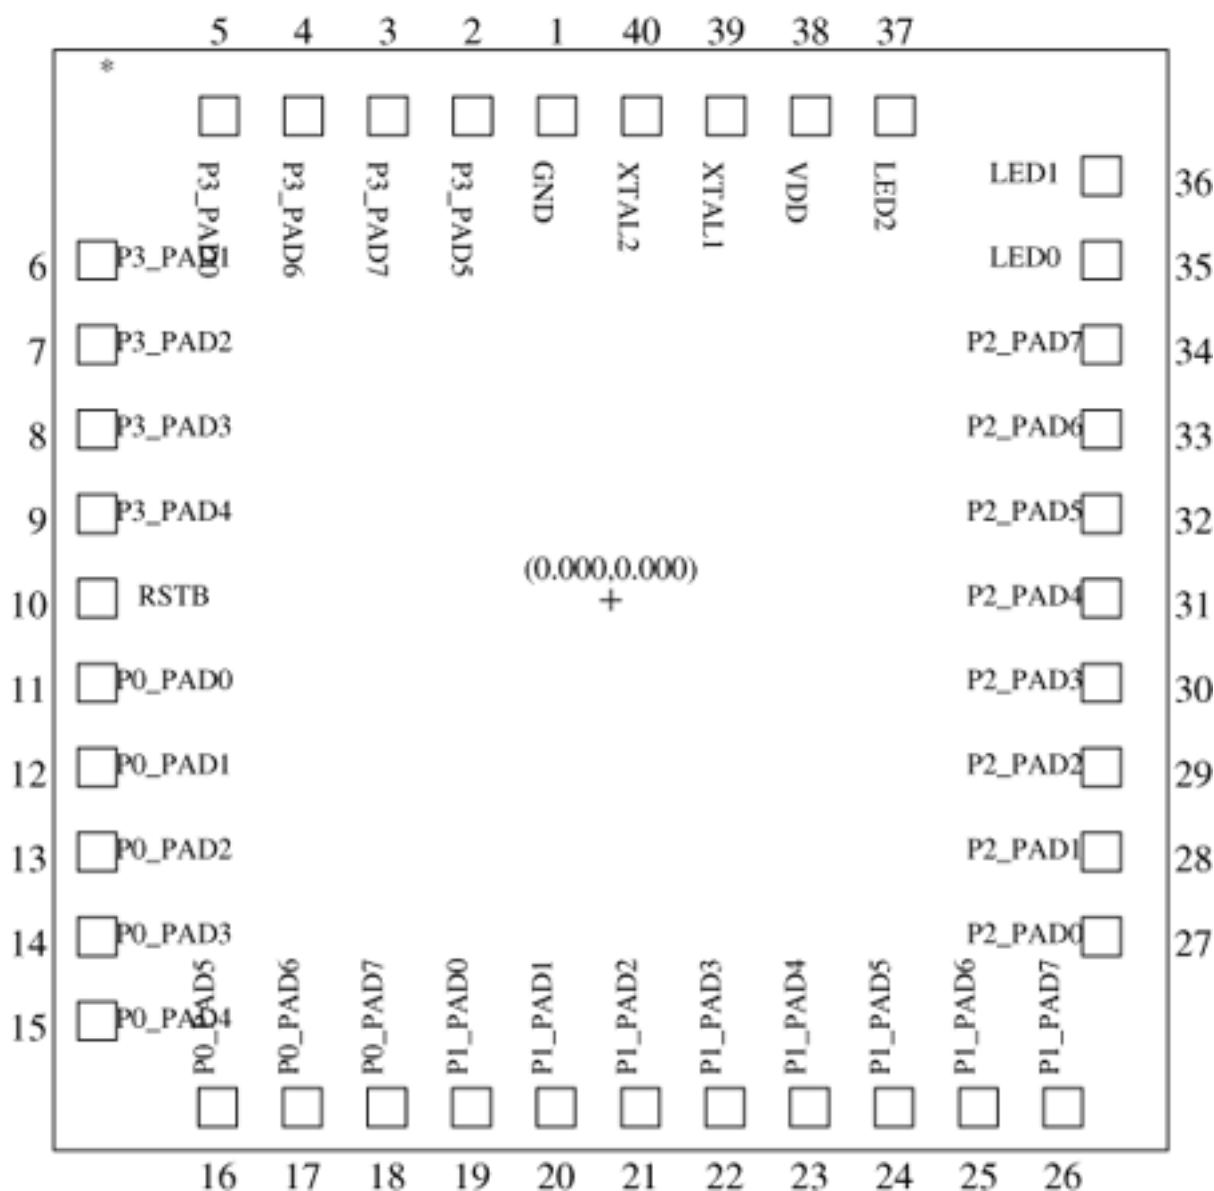 5 4 3 2 1 40 39 38 37
*
P3_PAD0 P3_PAD6 P3_PAD7 P3_PAD5 GND XTAL2 XTAL1 VDD LED2
LED1 36
6 P3_PAD1 LED0 35
7 P3_PAD2 P2_PAD7 34
8 P3_PAD3 P2_PAD6 33
9 P3_PAD4 P2_PAD5 32
(0.000,0.000)
10 RSTB + P2_PAD4 31
11 P0_PAD0 P2_PAD3 30
12 P0_PAD1 P2_PAD2 29
13 P0_PAD2 P2_PAD1 28
14 P0_PAD3 P2_PAD0 27
15 P0_PAD4
P0_PAD5 P0_PAD6 P0_PAD7 P1_PAD0 P1_PAD1 P1_PAD2 P1_PAD3 P1_PAD4 P1_PAD5 P1_PAD6 P1_PAD7
16 17 18 19 20 21 22 23 24 25 26